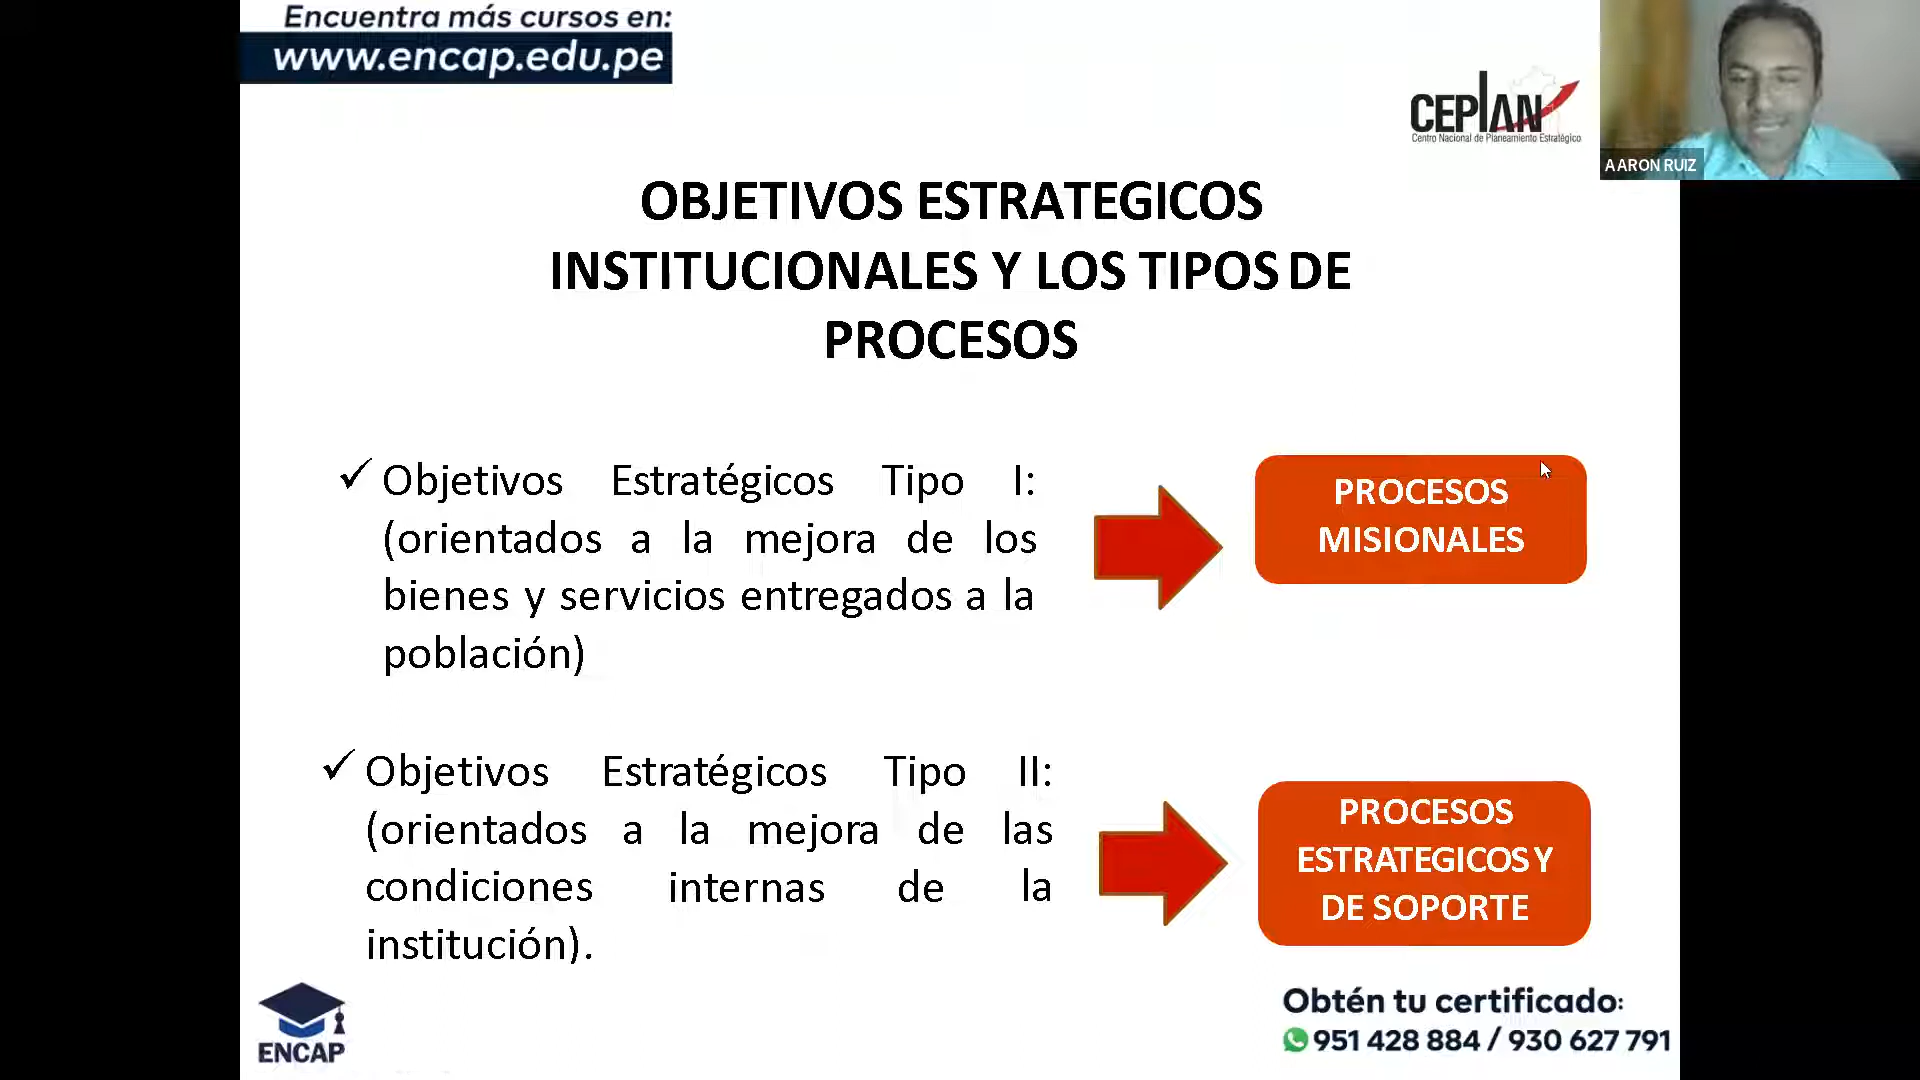 Encuentra más cursos en:
www.encap.edu.pe
CEPLAN
Centro Nacional de Planeamiento Estratégico
AARON RUIZ
OBJETIVOS ESTRATEGICOS
INSTITUCIONALES Y LOS TIPOS DE
PROCESOS
✓ Objetivos Estratégicos Tipo I:
(orientados a la mejora de los
bienes y servicios entregados a la
población)
PROCESOS
MISIONALES
✓ Objetivos Estratégicos Tipo II:
(orientados a la mejora de las
condiciones internas de la
institución).
PROCESOS
ESTRATEGICOS Y
DE SOPORTE
ENCAP
Obtén tu certificado:
951 428 884 / 930 627 791